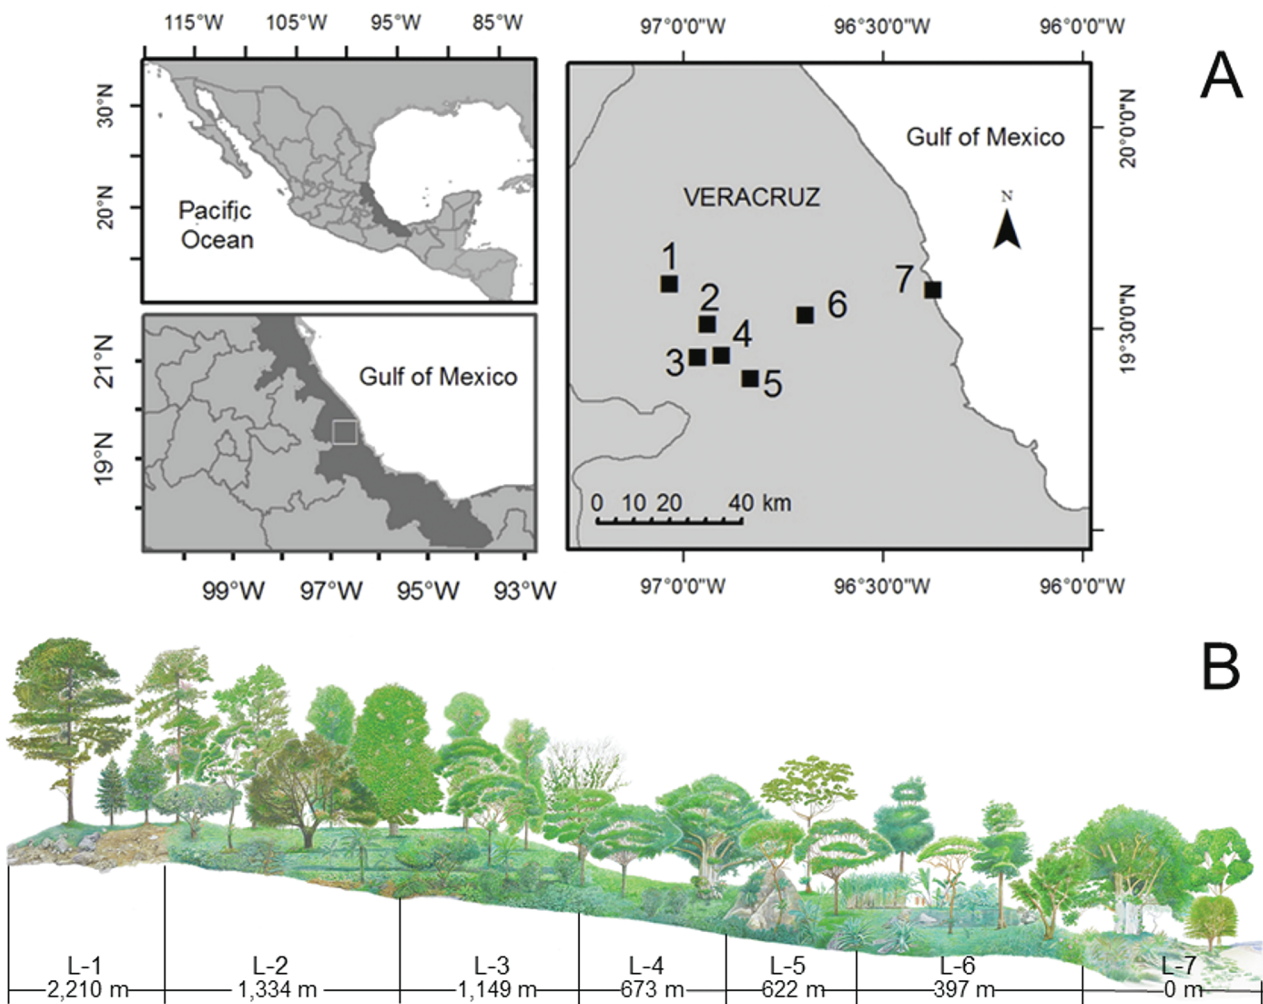 115°W 105°W 95°W 85°W
30°N
20°N
Pacific
Ocean
21°N
19°N
Gulf of Mexico
99°W 97°W 95°W 93°W
97°0'0"W 96°30'0"W 96°0'0"W
A
20°0'0"N
19°30'0"N
Gulf of Mexico
N
VERACRUZ
1
2
3
4
5
6
7
0 10 20 40 km
97°0'0"W 96°30'0"W 96°0'0"W
B
L-1 L-2 L-3 L-4 L-5 L-6 L-7
2,210 m 1,334 m 1,149 m 673 m 622 m 397 m 0 m